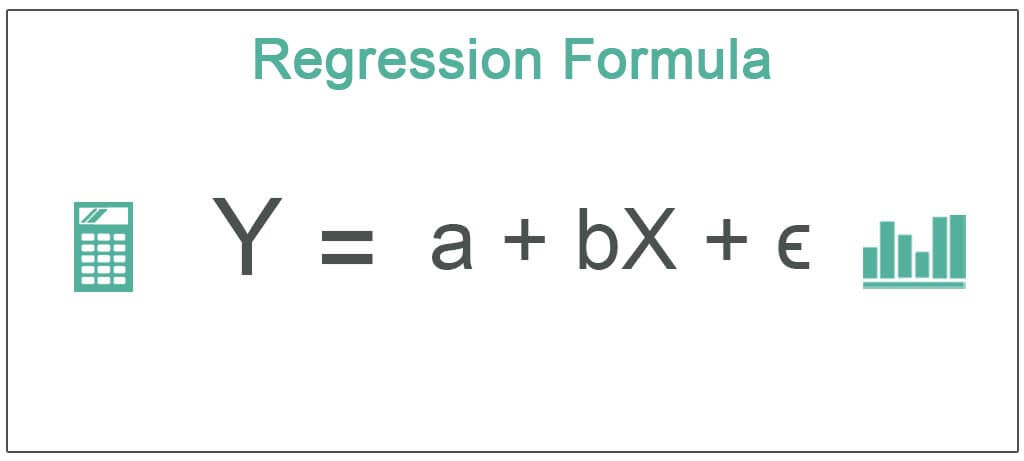 Regression Formula
Y = a + bX + ϵ